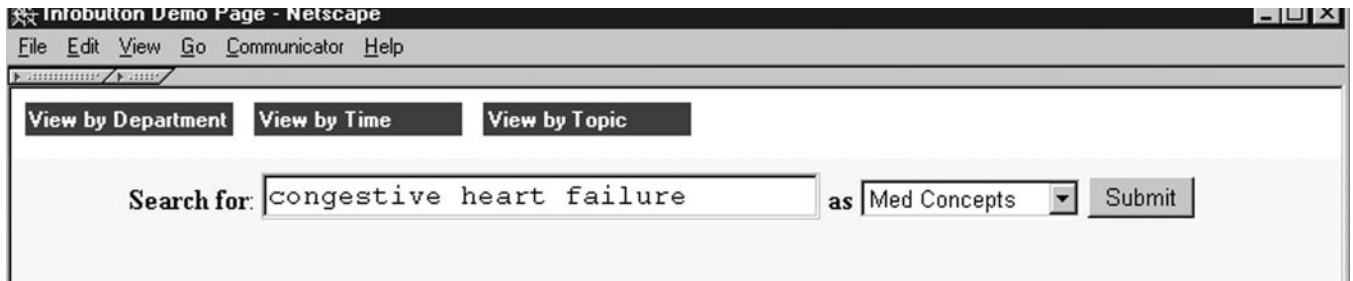 Infobutton Demo Page - Netscape
File Edit View Go Communicator Help
View by Department View by Time View by Topic
Search for: congestive heart failure as Med Concepts Submit